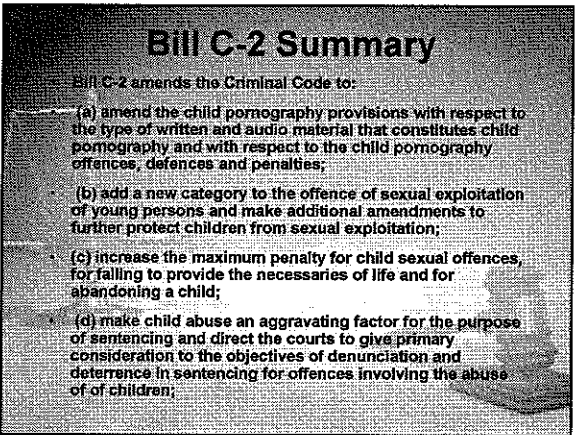 Bill C-2 Summary
Bill C-2 amends the Criminal Code to:
(a) amend the child pornography provisions with respect to
the type of written and audio material that constitutes child
pornography and with respect to the child pornography
offences, defences and penalties;
(b) add a new category to the offence of sexual exploitation
of young persons and make additional amendments to
further protect children from sexual exploitation;
(c) increase the maximum penalty for child sexual offences,
for failing to provide the necessaries of life and for
abandoning a child;
(d) make child abuse an aggravating factor for the purpose
of sentencing and direct the courts to give primary
consideration to the objectives of denunciation and
deterrence in sentencing for offences involving the abuse
of of children;